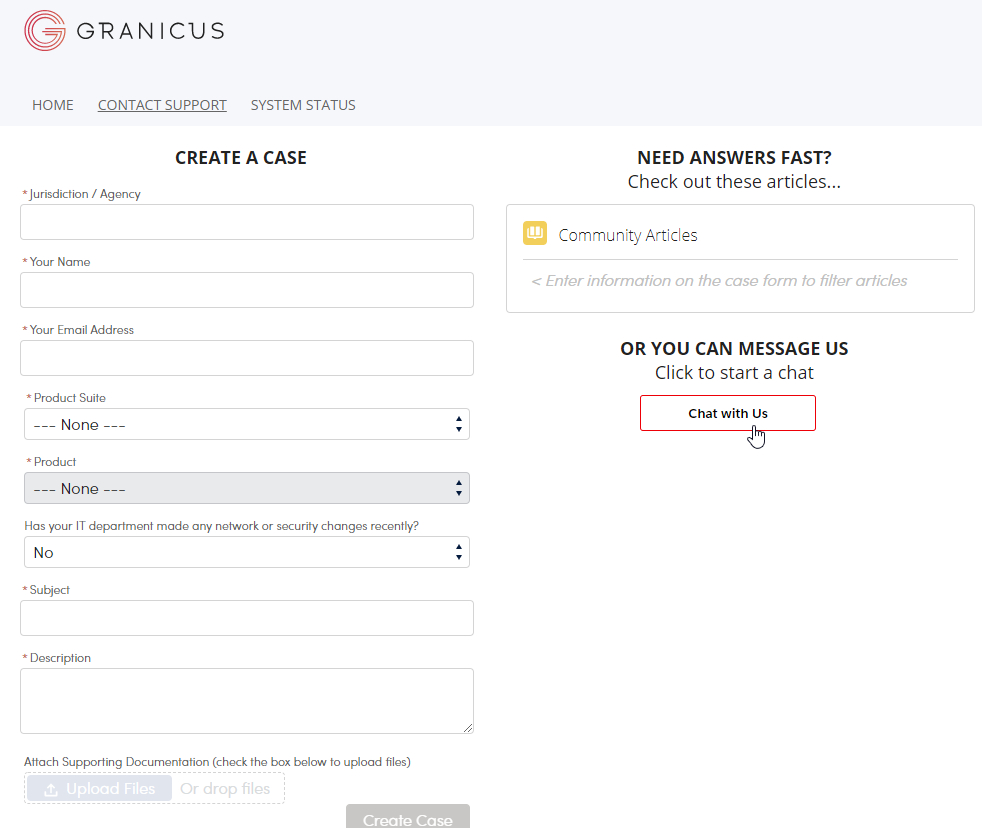 GRANICUS
HOME CONTACT SUPPORT SYSTEM STATUS
CREATE A CASE
*Jurisdiction / Agency
*Your Name
*Your Email Address
*Product Suite
--- None ---
*Product
--- None ---
Has your IT department made any network or security changes recently?
No
*Subject
*Description
Attach Supporting Documentation (check the box below to upload files)
Upload Files Or drop files
Create Case
NEED ANSWERS FAST?
Check out these articles...
Community Articles
< Enter information on the case form to filter articles
OR YOU CAN MESSAGE US
Click to start a chat
Chat with Us